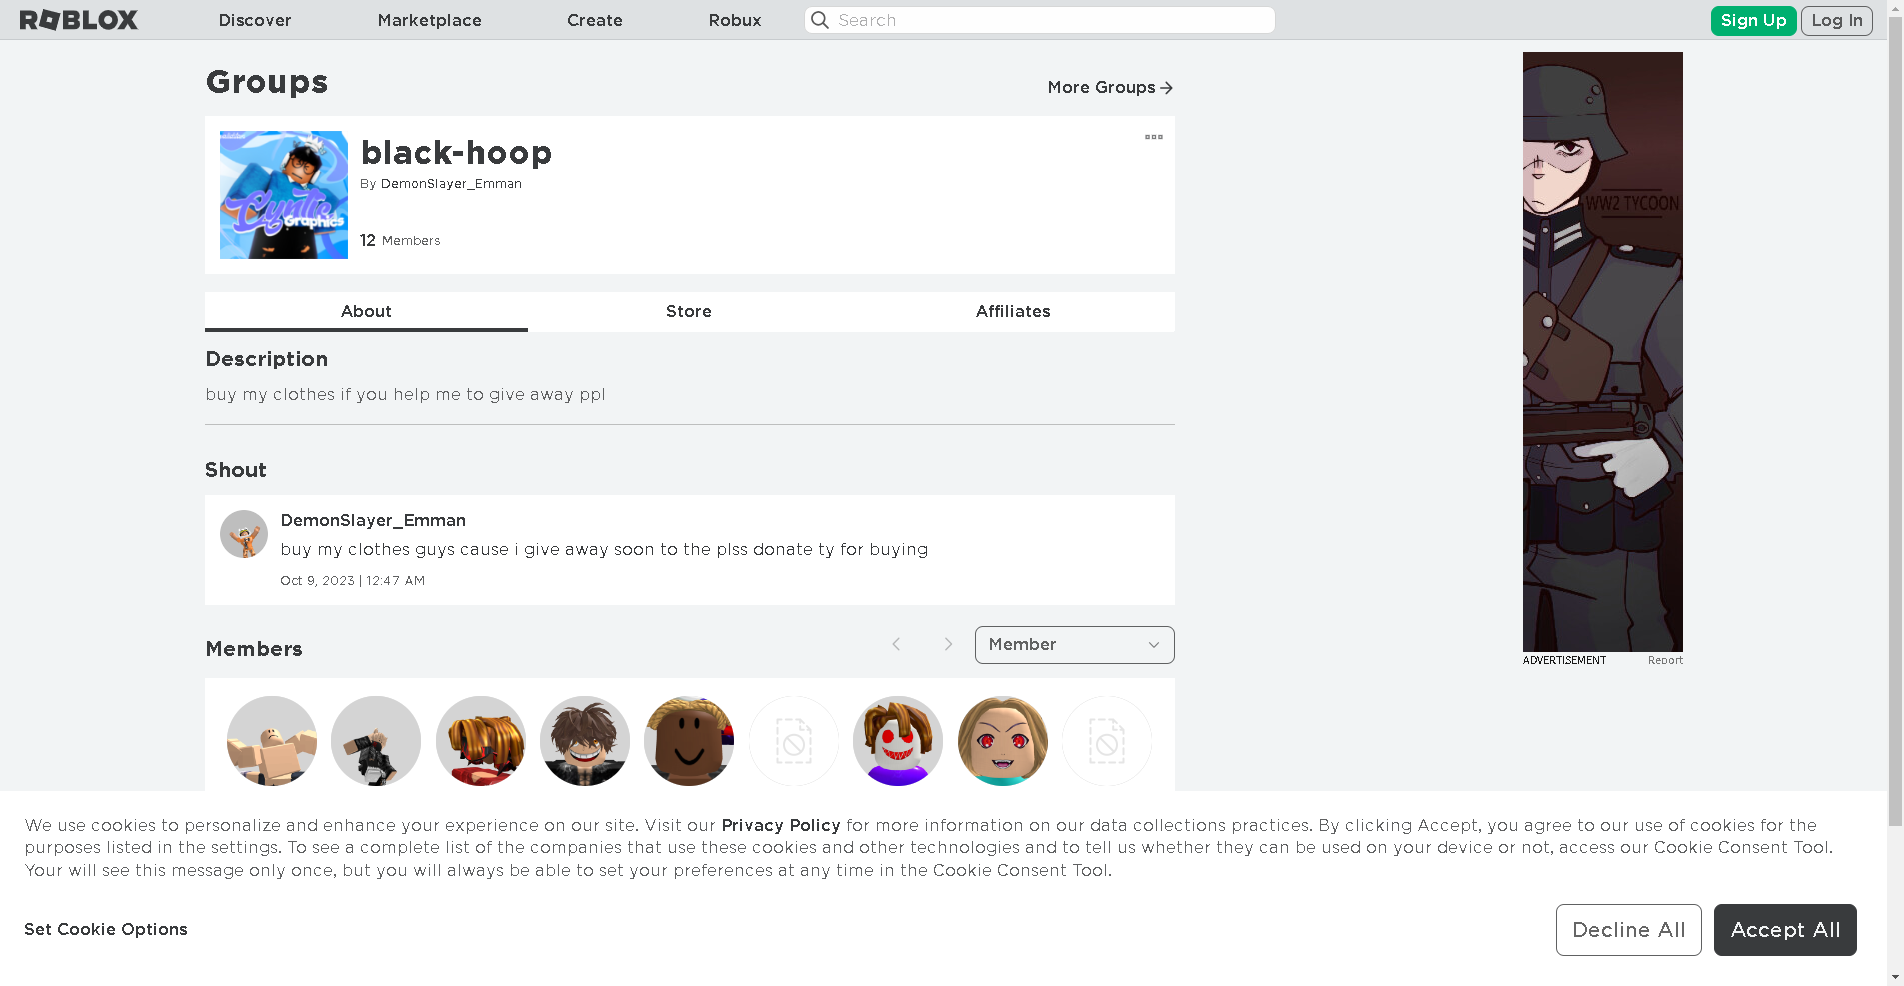 ROBLOX
Discover
Marketplace
Create
Robux
Search
Sign Up
Log In
Groups
More Groups
Cyntic
Graphics
black-hoop
By DemonSlayer_Emman
12 Members
WW2 TYCOON
About
Store
Affiliates
Description
buy my clothes if you help me to give away ppl
Shout
DemonSlayer_Emman
buy my clothes guys cause i give away soon to the plss donate ty for buying
Oct 9, 2023 | 12:47 AM
Members
Member
ADVERTISEMENT
Report
We use cookies to personalize and enhance your experience on our site. Visit our Privacy Policy for more information on our data collections practices. By clicking Accept, you agree to our use of cookies for the
purposes listed in the settings. To see a complete list of the companies that use these cookies and other technologies and to tell us whether they can be used on your device or not, access our Cookie Consent Tool.
Your will see this message only once, but you will always be able to set your preferences at any time in the Cookie Consent Tool.
Set Cookie Options
Decline All
Accept All